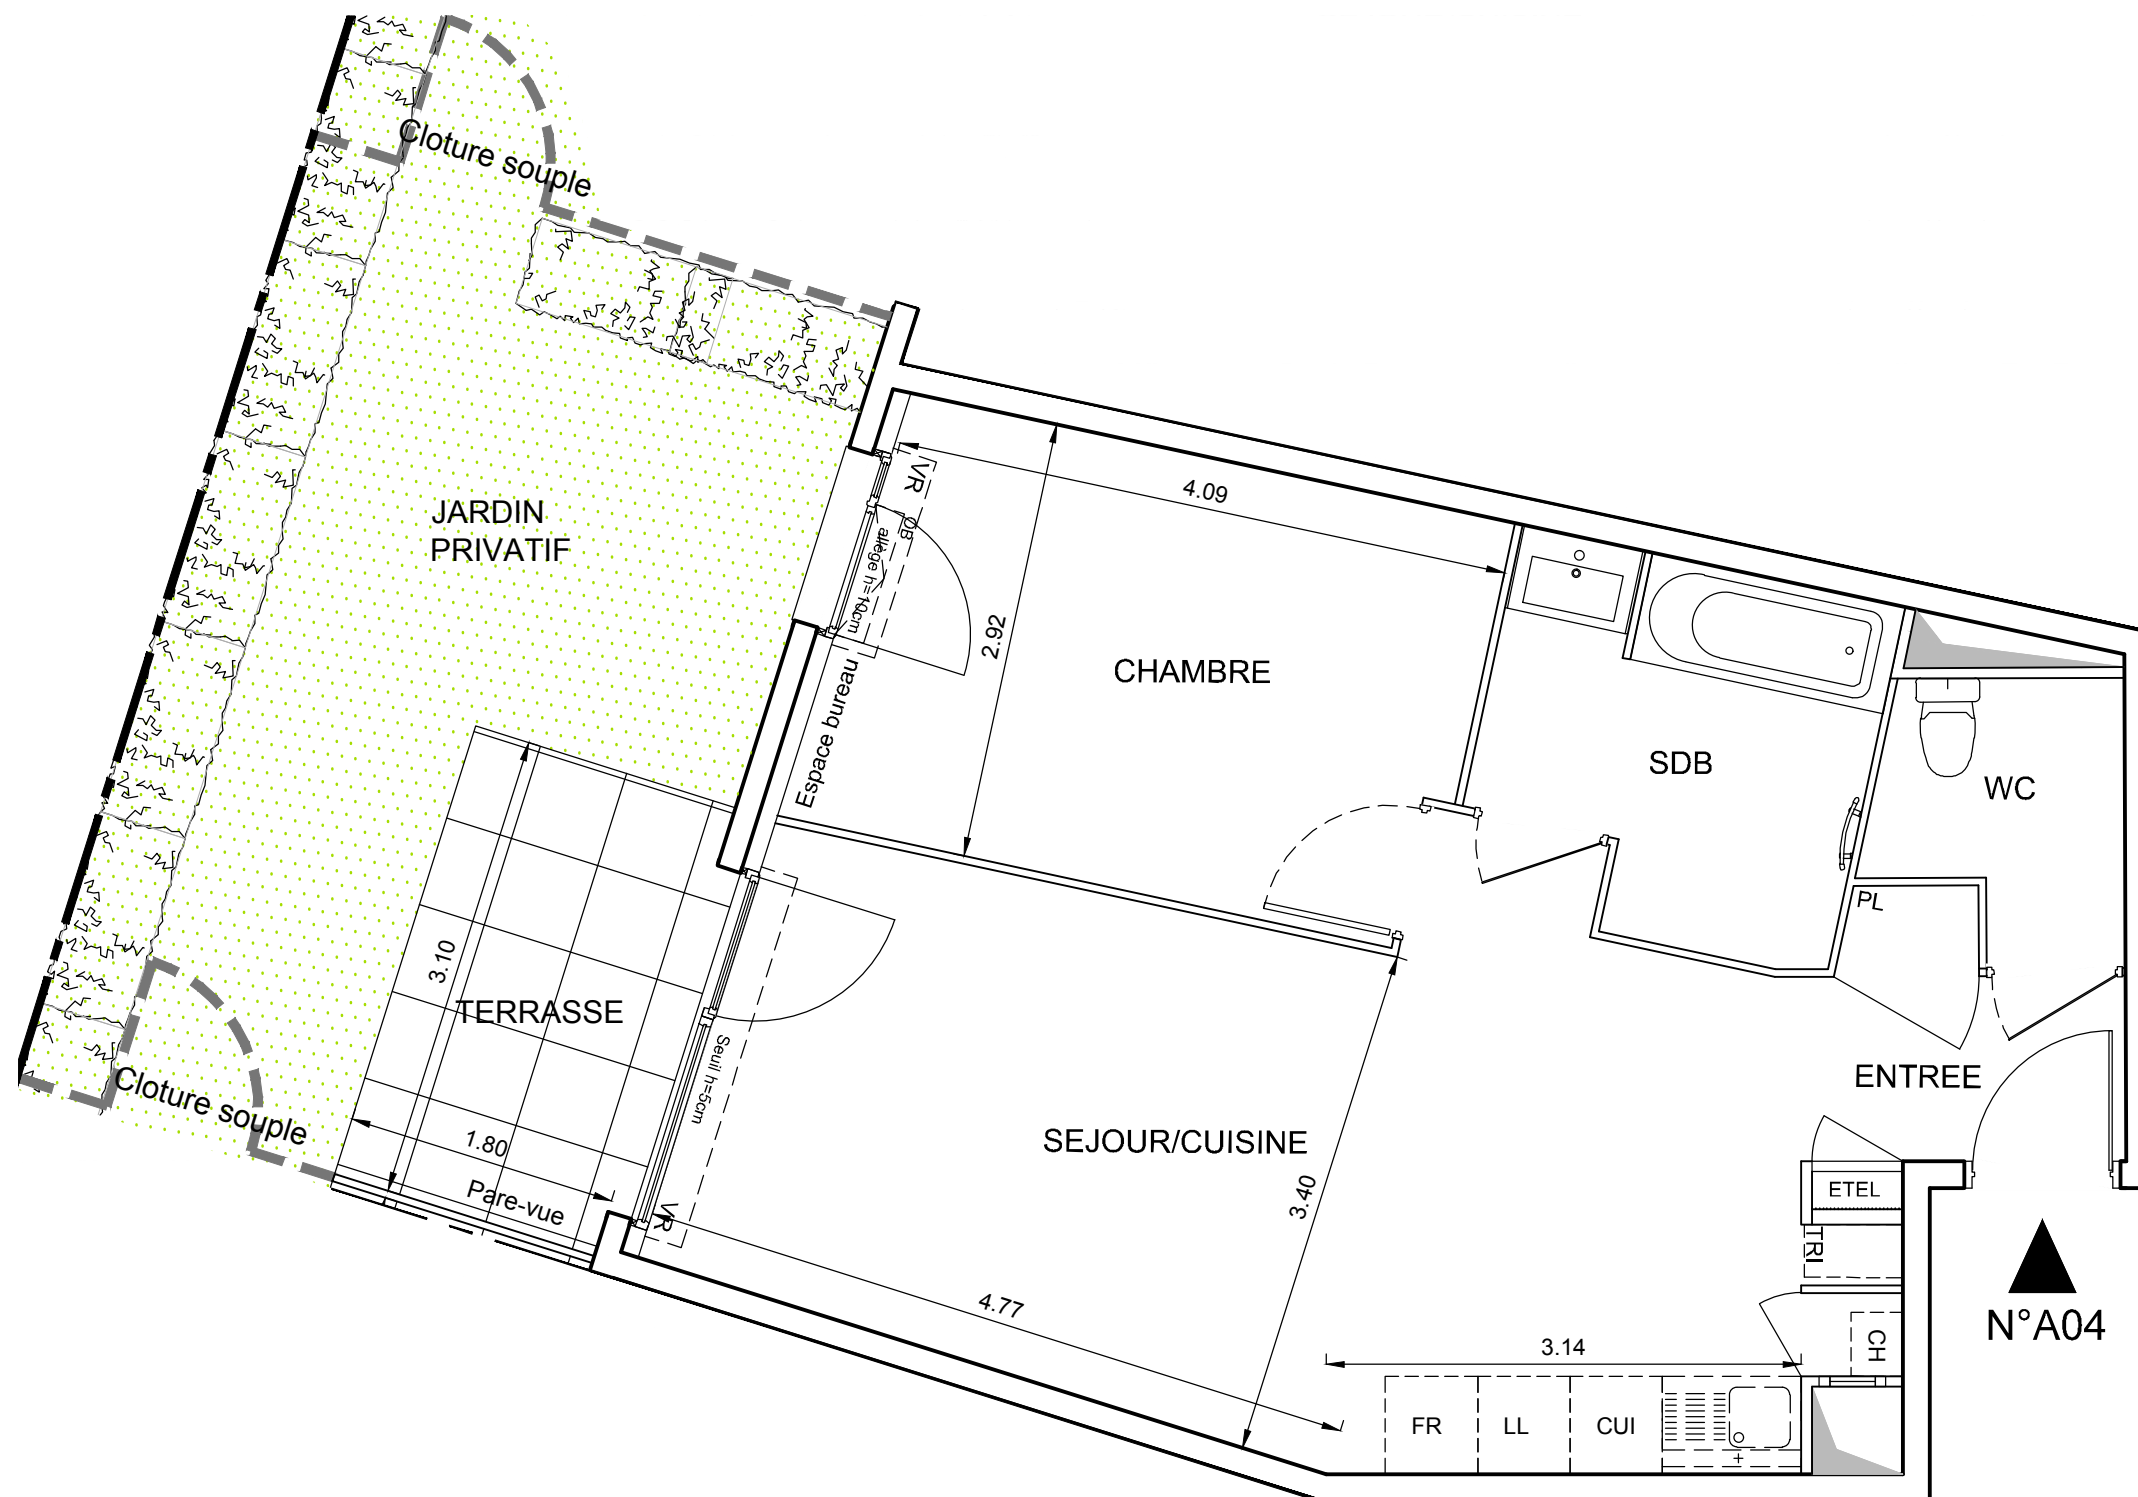 Cloture souple
JARDIN
PRIVATIF
VR
OB
allège h=10cm
4.09
2.92
CHAMBRE
Espace bureau
SDB
WC
PL
3.10
TERRASSE
Seuil h=5cm
Cloture souple
1.80
Pare-vue
VR
SEJOUR/CUISINE
3.40
4.77
ENTREE
ETEL
TRI
CH
N°A04
3.14
FR
LL
CUI